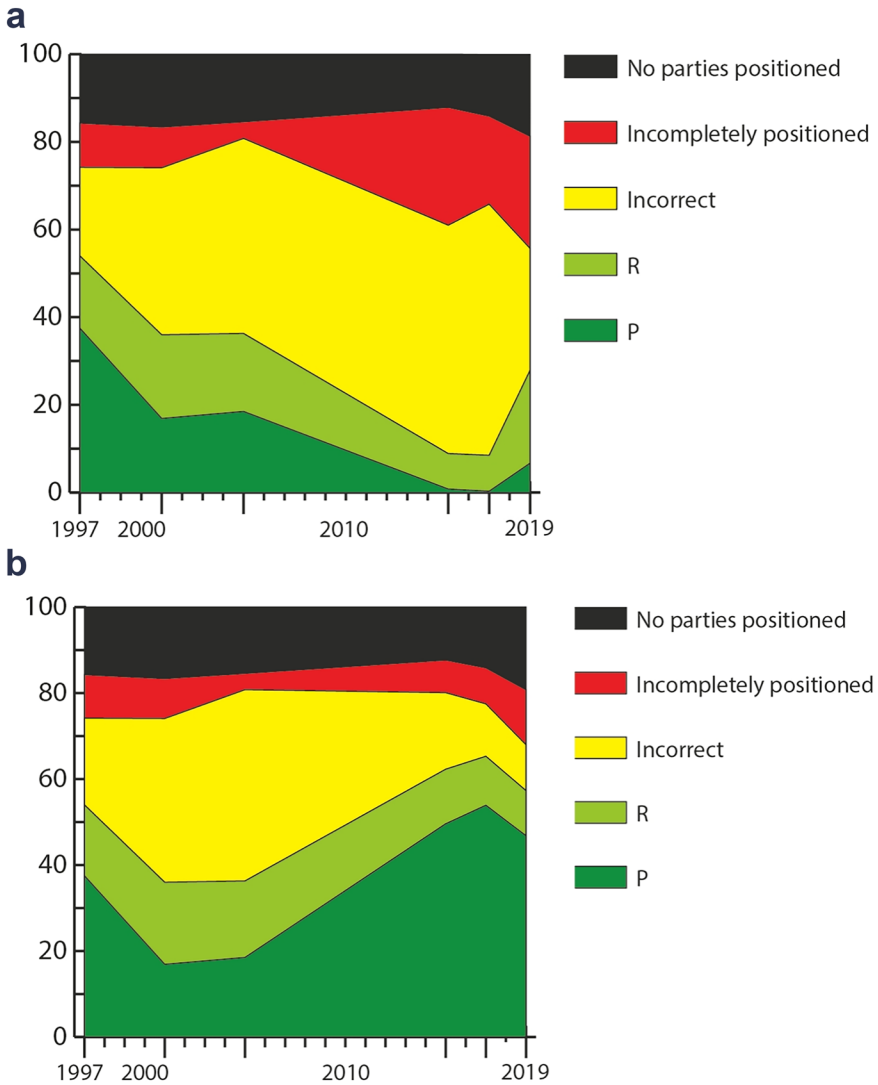 a
100
80
60
40
20
0
1997 2000 2010 2019
No parties positioned
Incompletely positioned
Incorrect
R
P
b
100
80
60
40
20
0
1997 2000 2010 2019
No parties positioned
Incompletely positioned
Incorrect
R
P